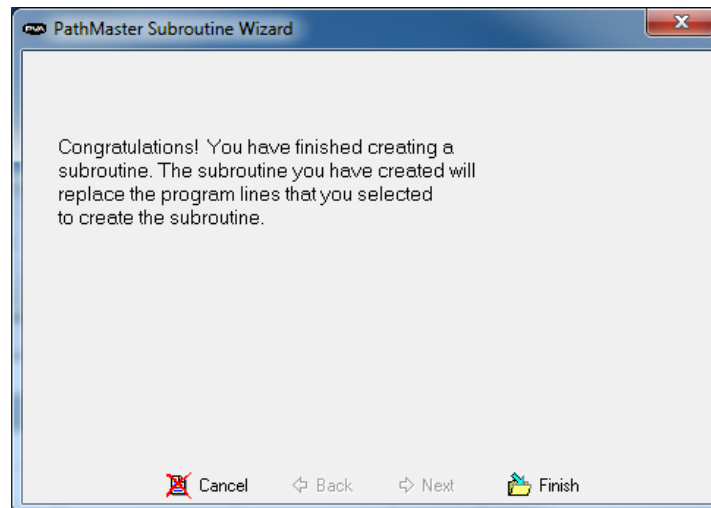 PVA PathMaster Subroutine Wizard
Congratulations! You have finished creating a
subroutine. The subroutine you have created will
replace the program lines that you selected
to create the subroutine.
Cancel Back Next Finish